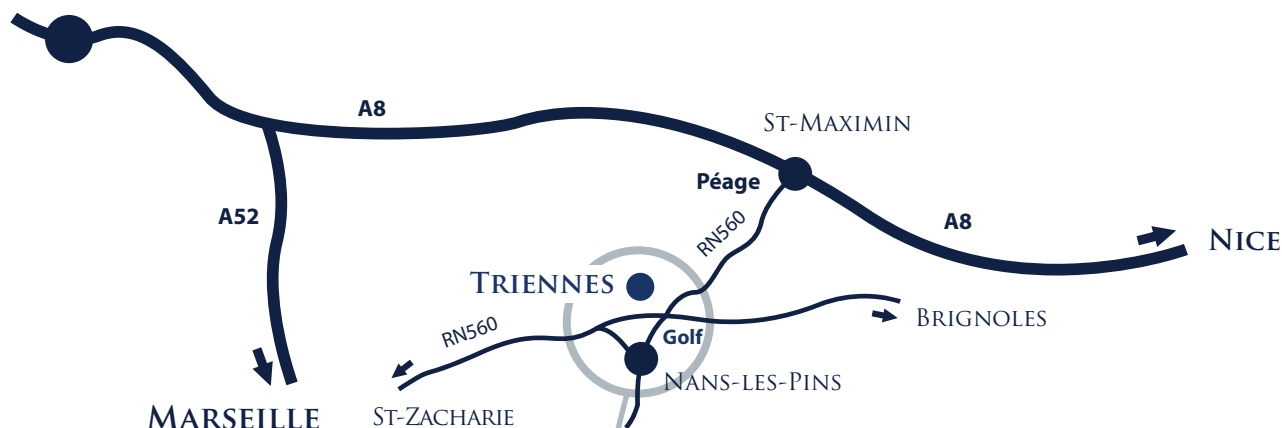 A8
ST-MAXIMIN
Péage
A52
A8
RN560
NICE
TRIENNES
BRIGNOLES
RN560
Golf
NANS-LES-PINS
MARSEILLE
ST-ZACHARIE